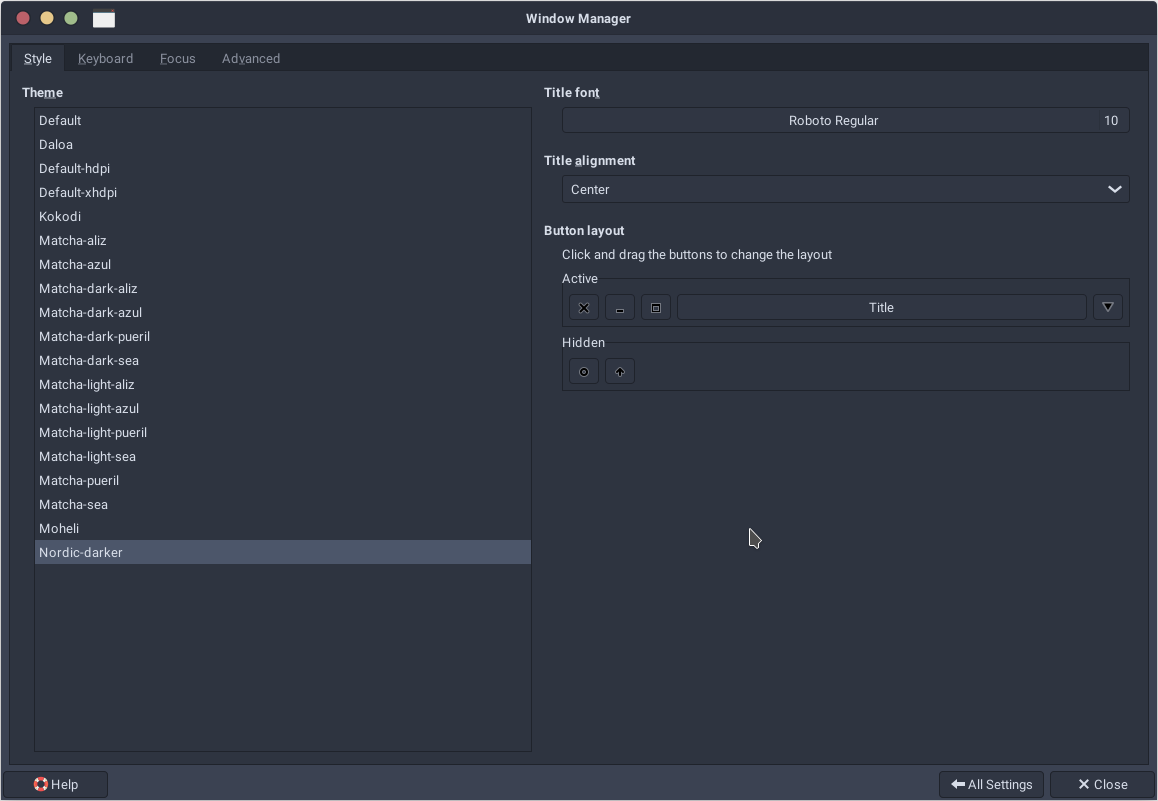 Window Manager
Style Keyboard Focus Advanced
Theme
Default
Daloa
Default-hdpi
Default-xhdpi
Kokodi
Matcha-aliz
Matcha-azul
Matcha-dark-aliz
Matcha-dark-azul
Matcha-dark-pueril
Matcha-dark-sea
Matcha-light-aliz
Matcha-light-azul
Matcha-light-pueril
Matcha-light-sea
Matcha-pueril
Matcha-sea
Moheli
Nordic-darker
Title font
Roboto Regular 10
Title alignment
Center
Button layout
Click and drag the buttons to change the layout
Active
Title
Hidden
Help
All Settings
Close